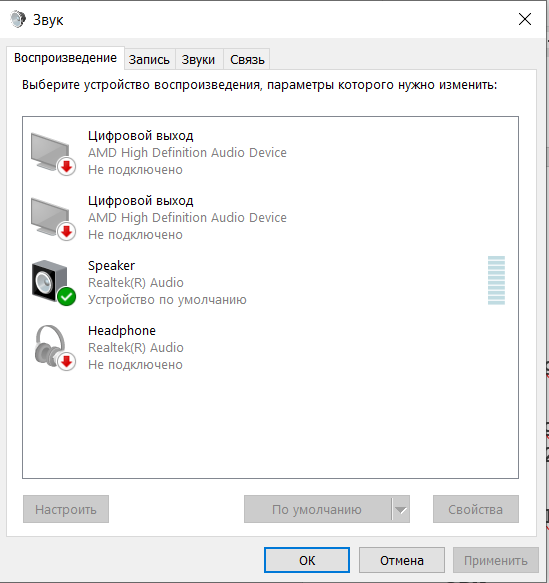 Звук
Воспроизведение Запись Звуки Связь
Выберите устройство воспроизведения, параметры которого нужно изменить:
Цифровой выход
AMD High Definition Audio Device
Не подключено
Цифровой выход
AMD High Definition Audio Device
Не подключено
Speaker
Realtek(R) Audio
Устройство по умолчанию
Headphone
Realtek(R) Audio
Не подключено
Настроить По умолчанию Свойства
ОК Отмена Применить